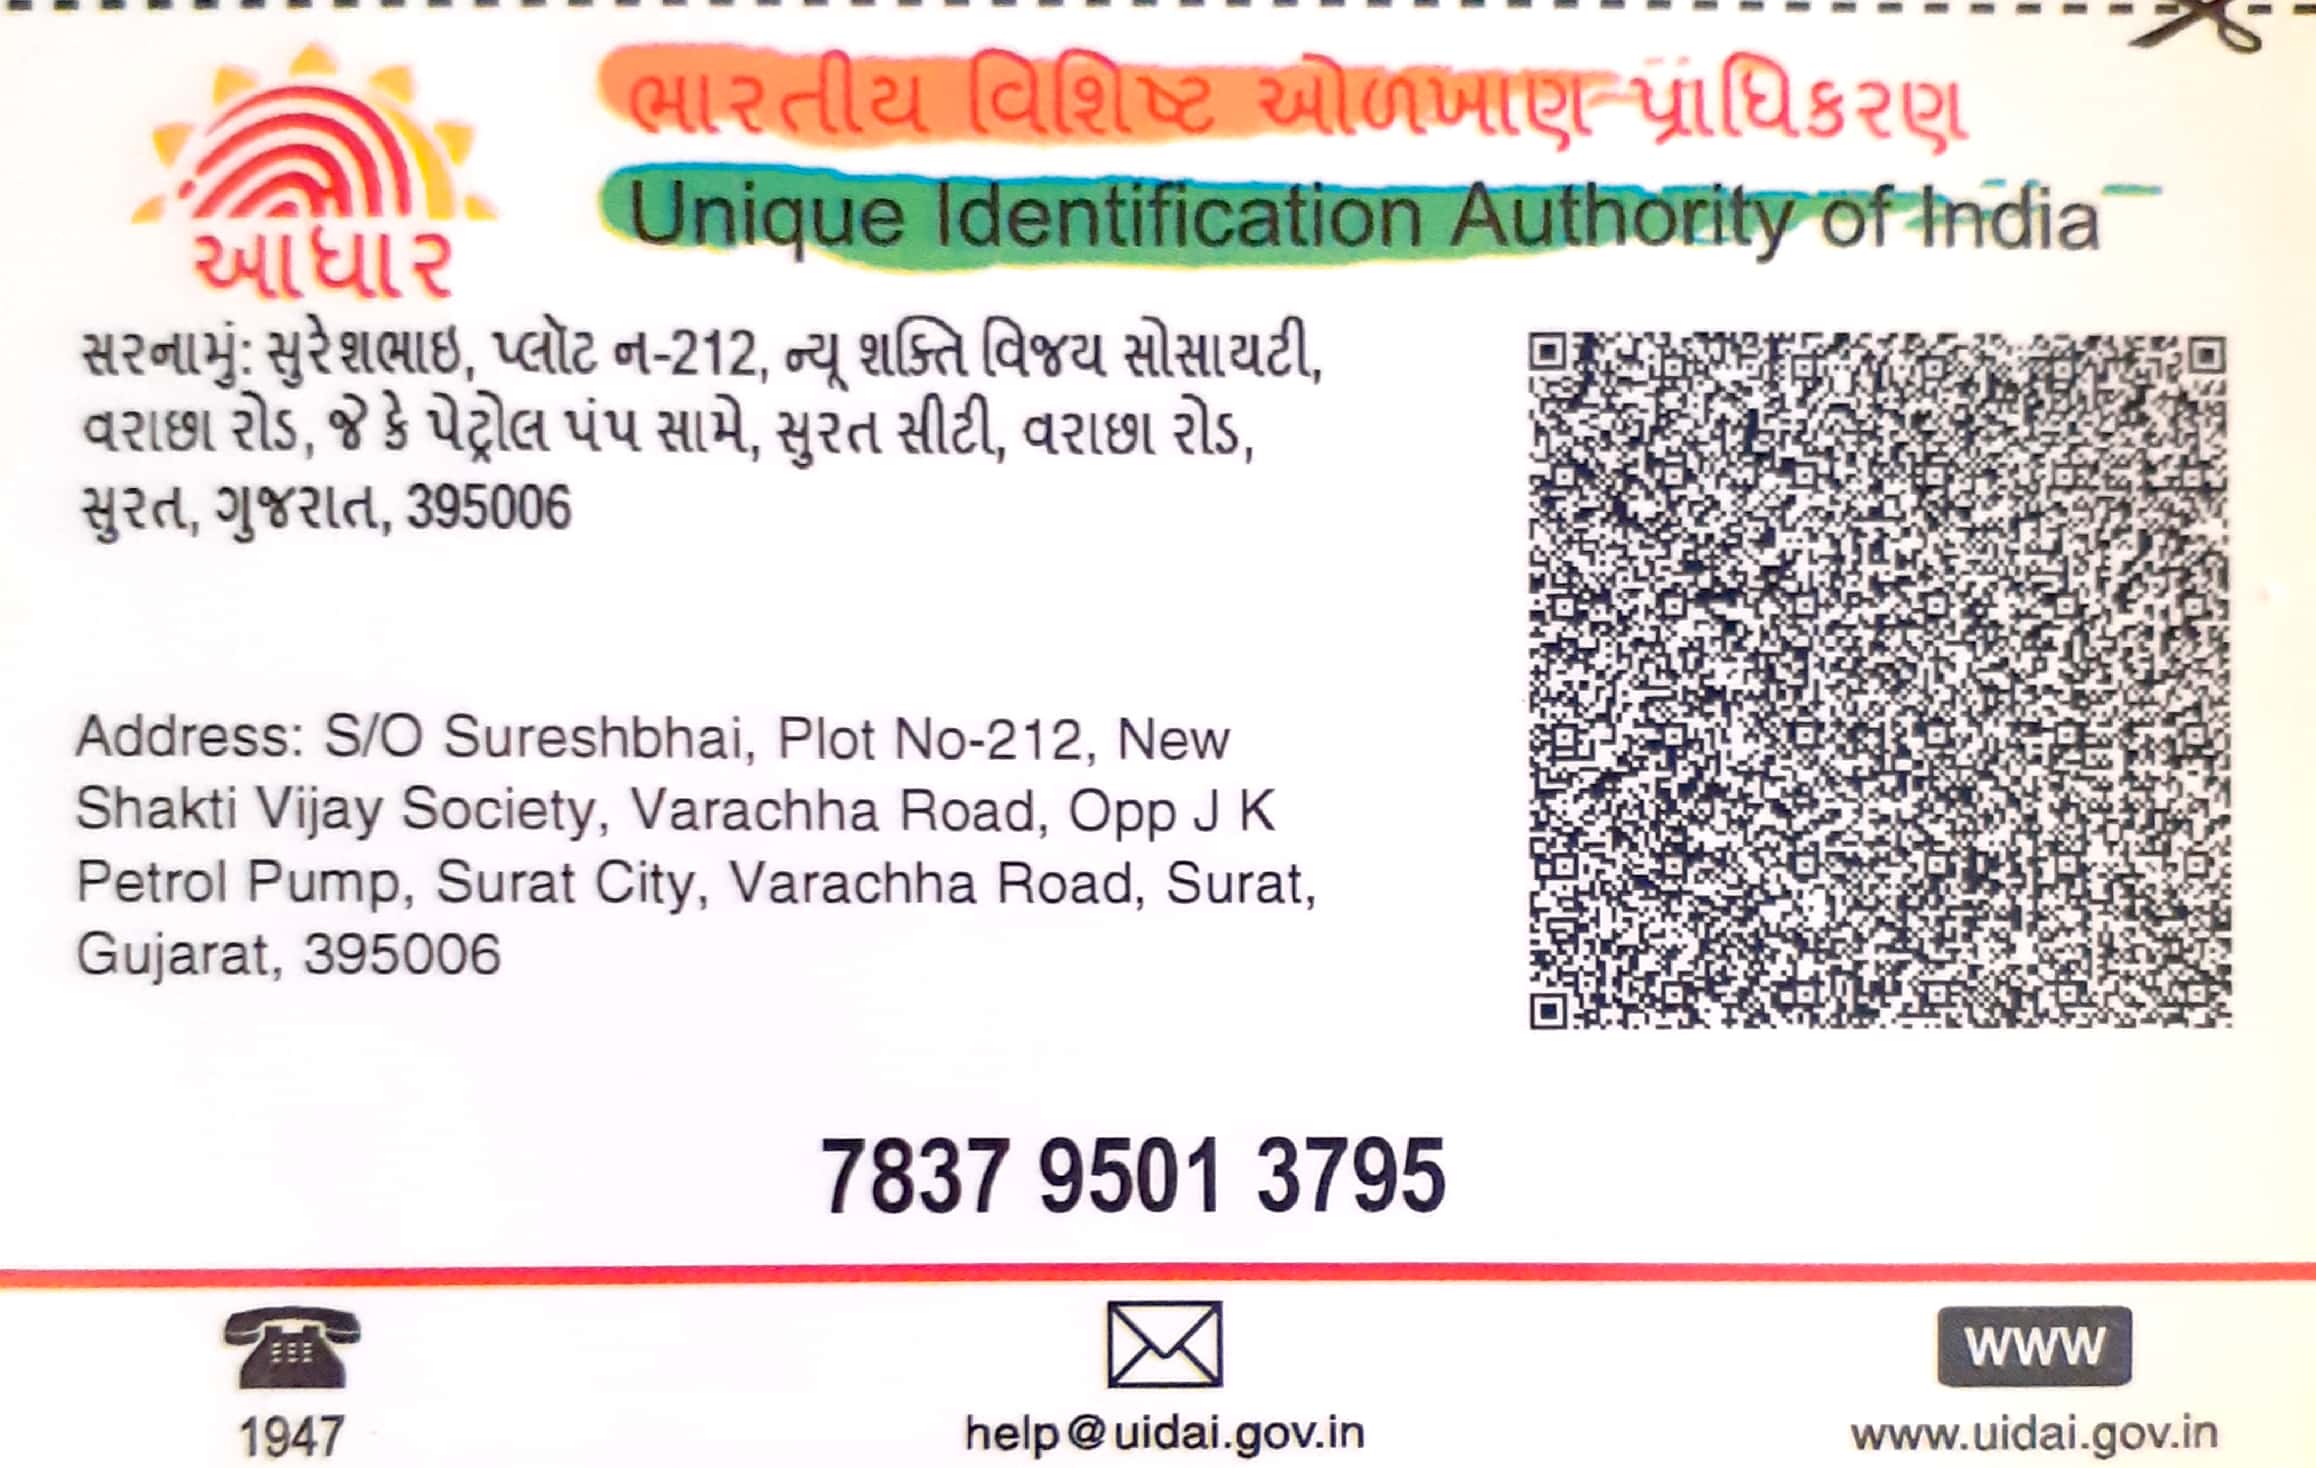 ભારતીય વિશિષ્ટ ઓળખાણ પ્રાધિકરણ
Unique Identification Authority of India
આધાર
સરનામું: સુરેશભાઇ, પ્લૉટ ન-212, ન્યૂ શક્તિ વિજય સોસાયટી,
વરાછા રોડ, જે કે પેટ્રોલ પંપ સામે, સુરત સીટી, વરાછા રોડ,
સુરત, ગુજરાત, 395006
Address: S/O Sureshbhai, Plot No-212, New
Shakti Vijay Society, Varachha Road, Opp J K
Petrol Pump, Surat City, Varachha Road, Surat,
Gujarat, 395006
7837 9501 3795
WWW
1947
help@uidai.gov.in
www.uidai.gov.in